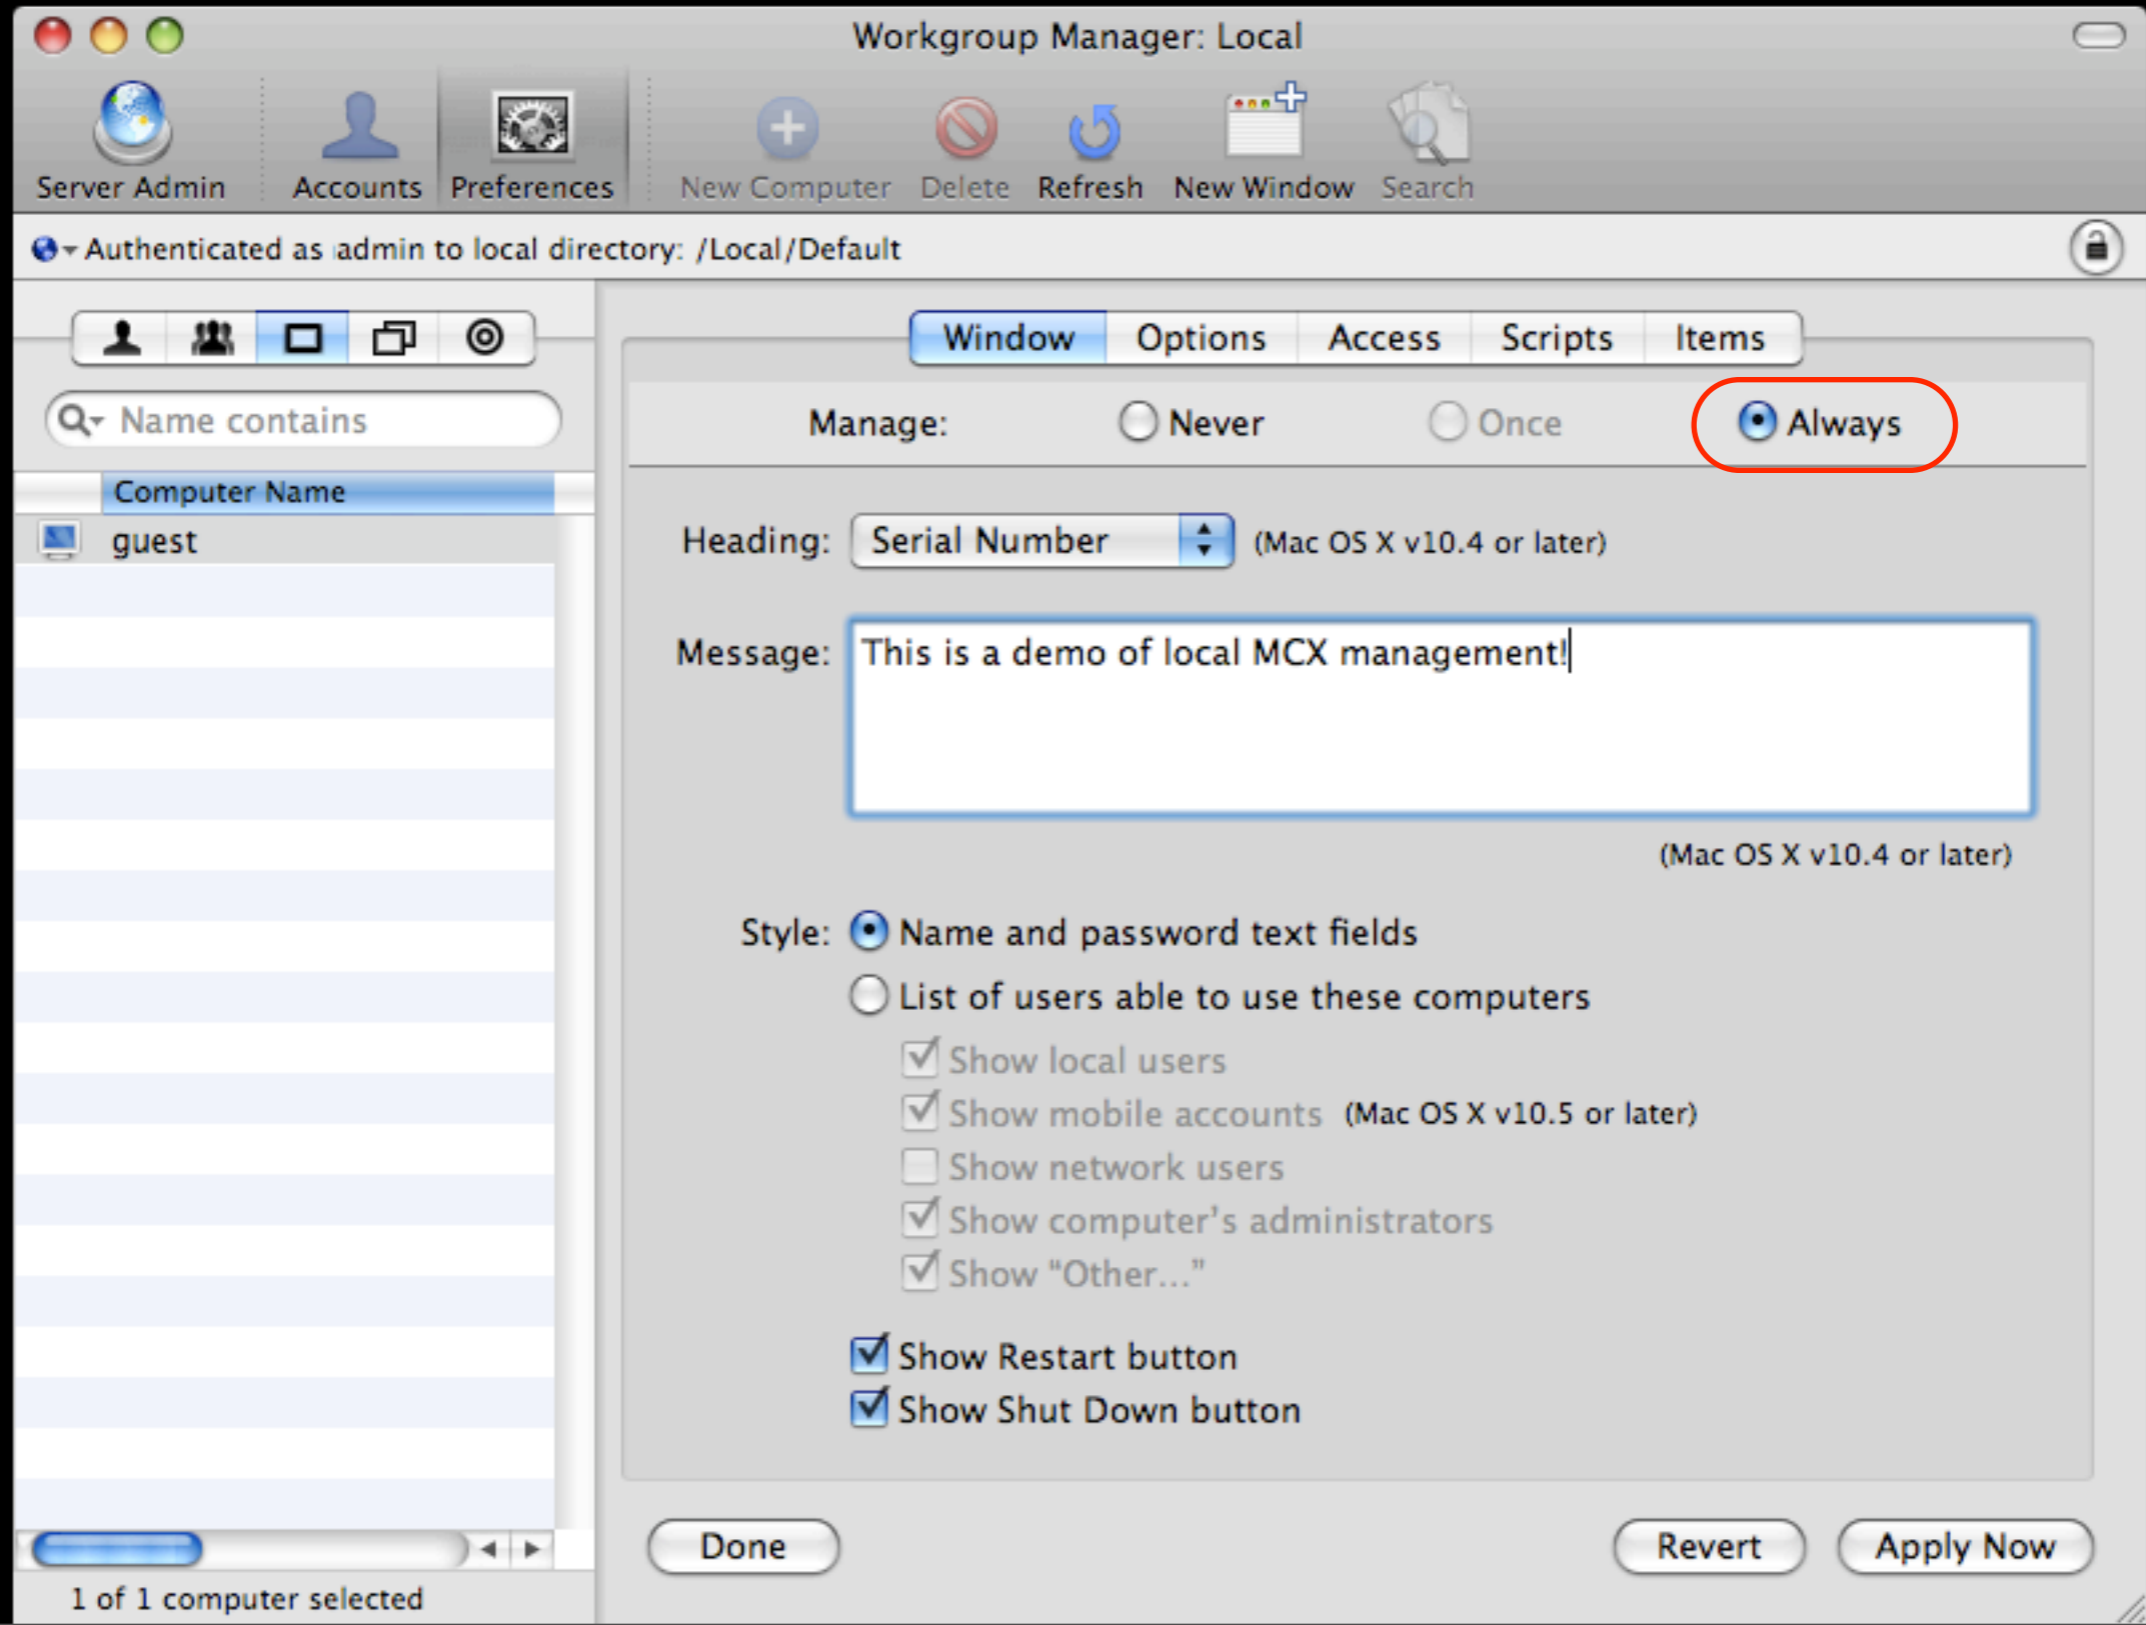 Workgroup Manager: Local
Server Admin
Accounts
Preferences
New Computer
Delete
Refresh
New Window
Search
Authenticated as admin to local directory: /Local/Default
Name contains
Computer Name
guest
1 of 1 computer selected
Window
Options
Access
Scripts
Items
Manage:
Never
Once
Always
Heading:
Serial Number
(Mac OS X v10.4 or later)
Message:
This is a demo of local MCX management!
(Mac OS X v10.4 or later)
Style:
Name and password text fields
List of users able to use these computers
Show local users
Show mobile accounts
(Mac OS X v10.5 or later)
Show network users
Show computer’s administrators
Show “Other...”
Show Restart button
Show Shut Down button
Done
Revert
Apply Now